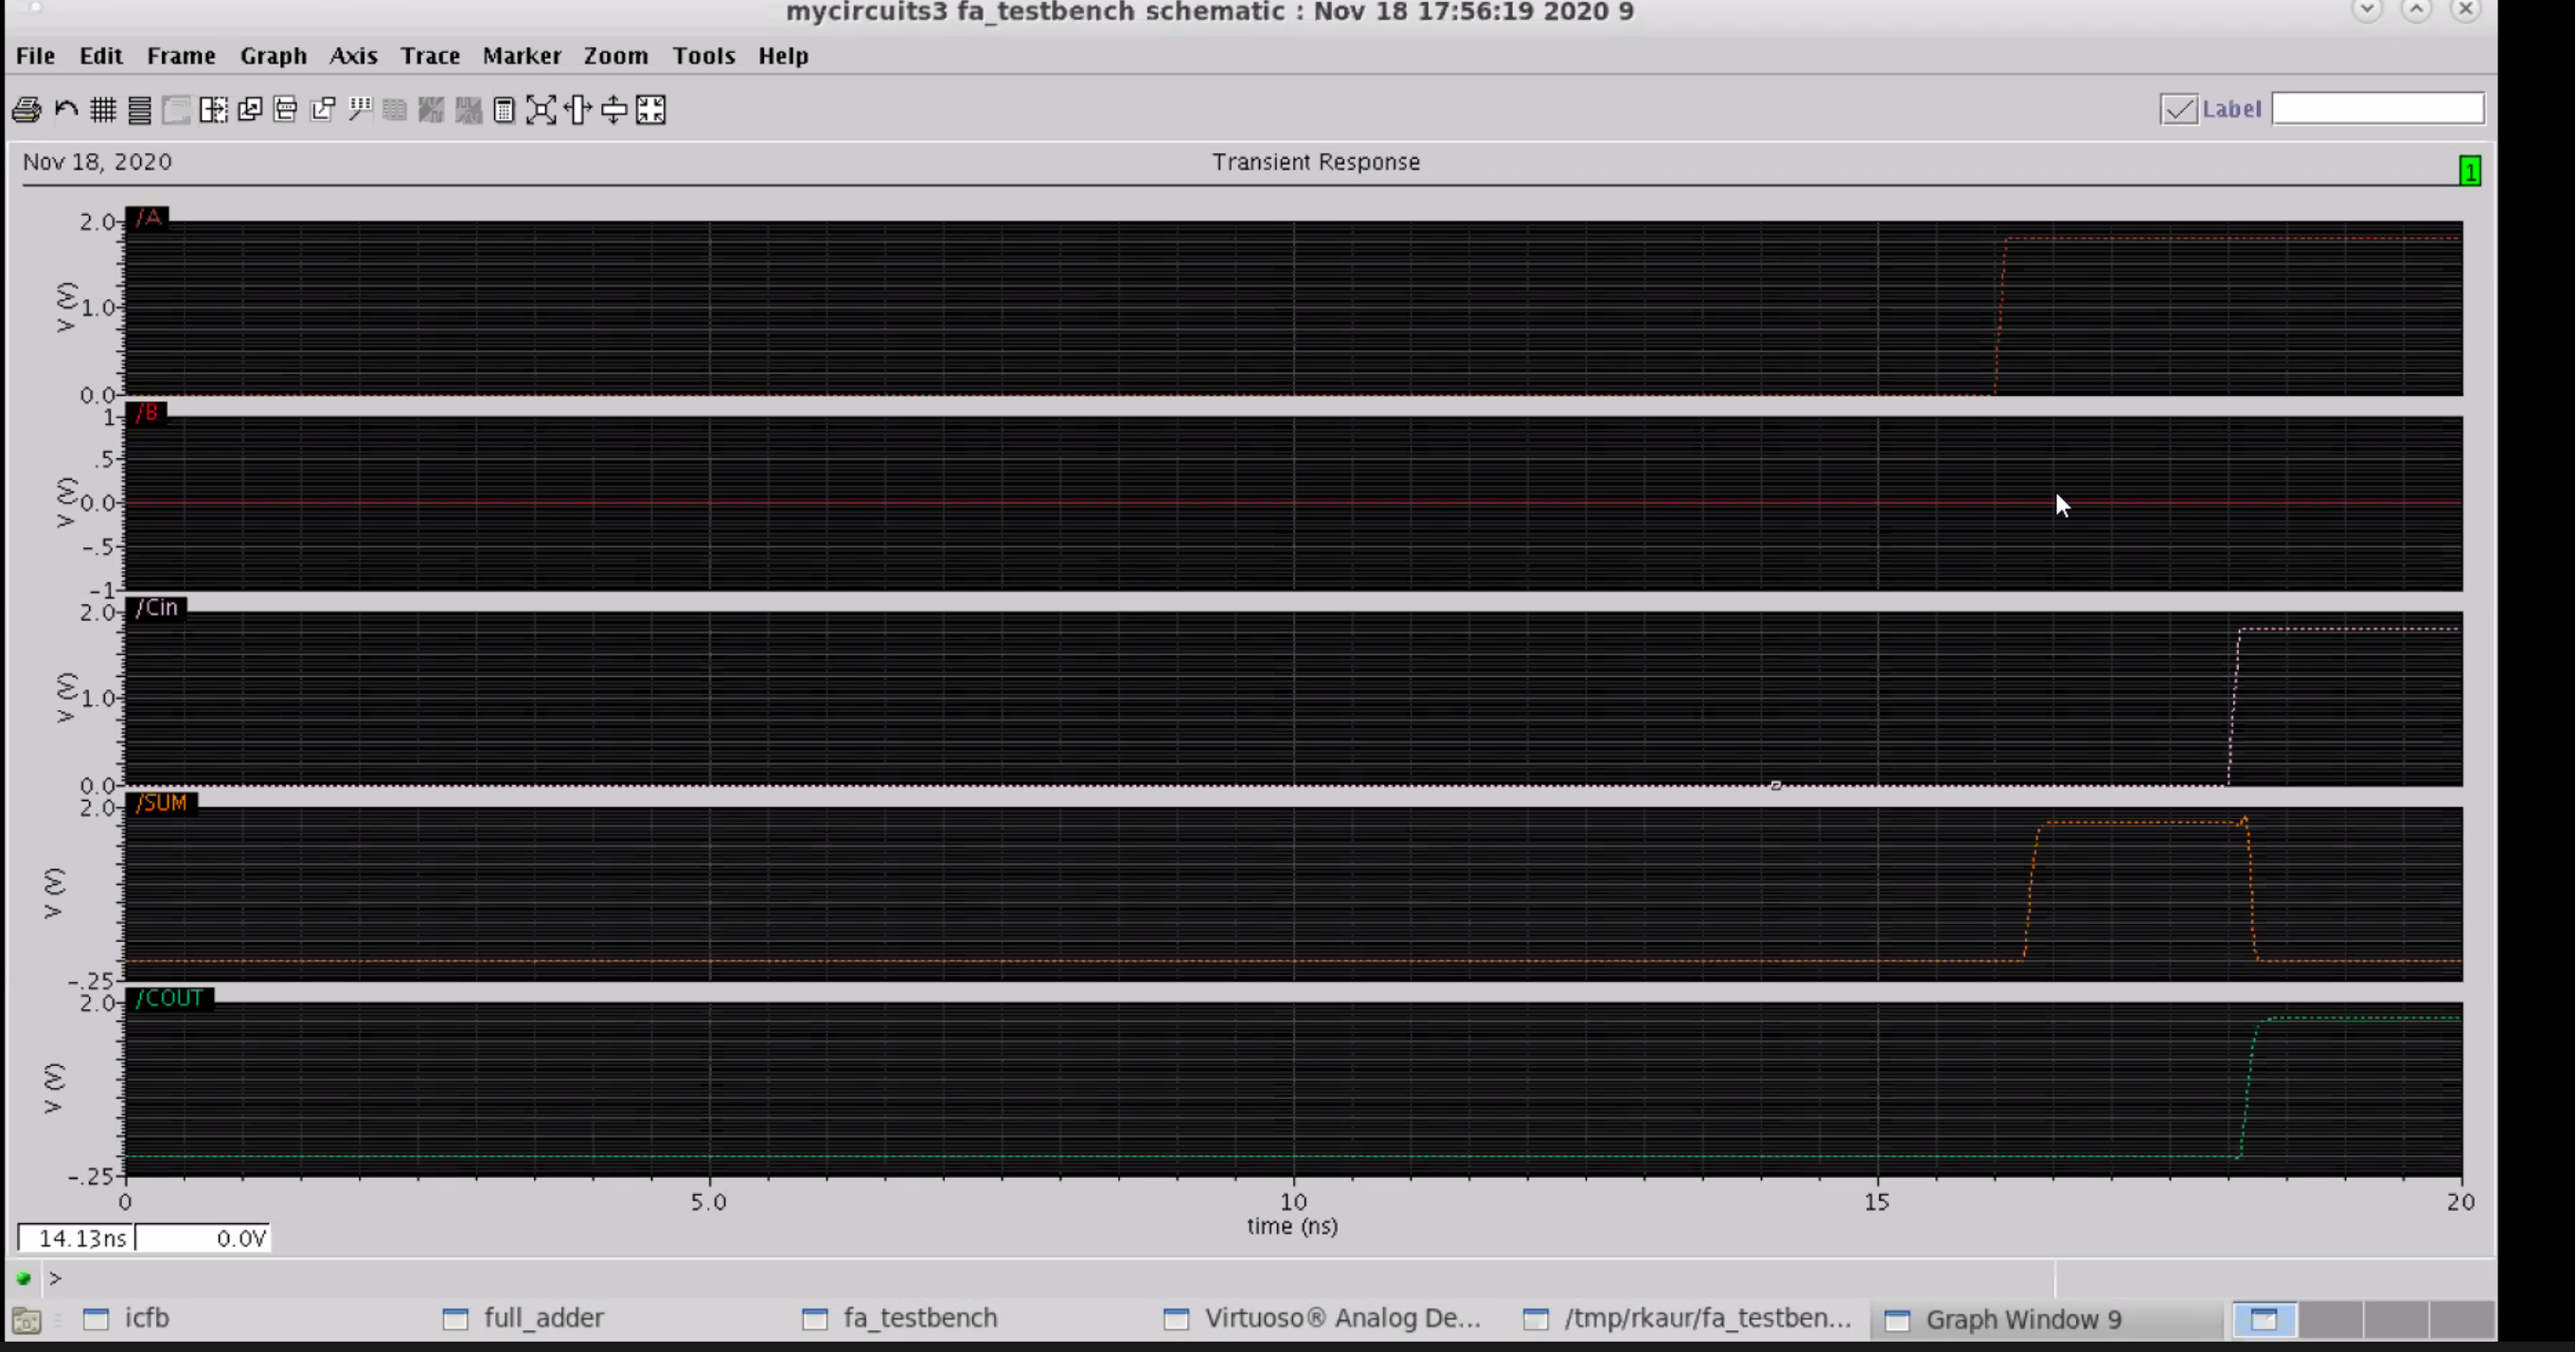 mycircuits3 fa_testbench schematic : Nov 18 17:56:19 2020 9
File Edit Frame Graph Axis Trace Marker Zoom Tools Help
Label
Nov 18, 2020 Transient Response 1
/A
2.0
1.0
0.0
V (V)
/B
1
.5
0.0
-.5
-1
V (V)
/Cin
2.0
1.0
0.0
V (V)
/SUM
2.0
-.25
V (V)
/COUT
2.0
-.25
V (V)
0 5.0 10 15 20
time (ns)
14.13ns 0.0V
>
icfb full_adder fa_testbench Virtuoso® Analog De... /tmp/rkaur/fa_testben... Graph Window 9